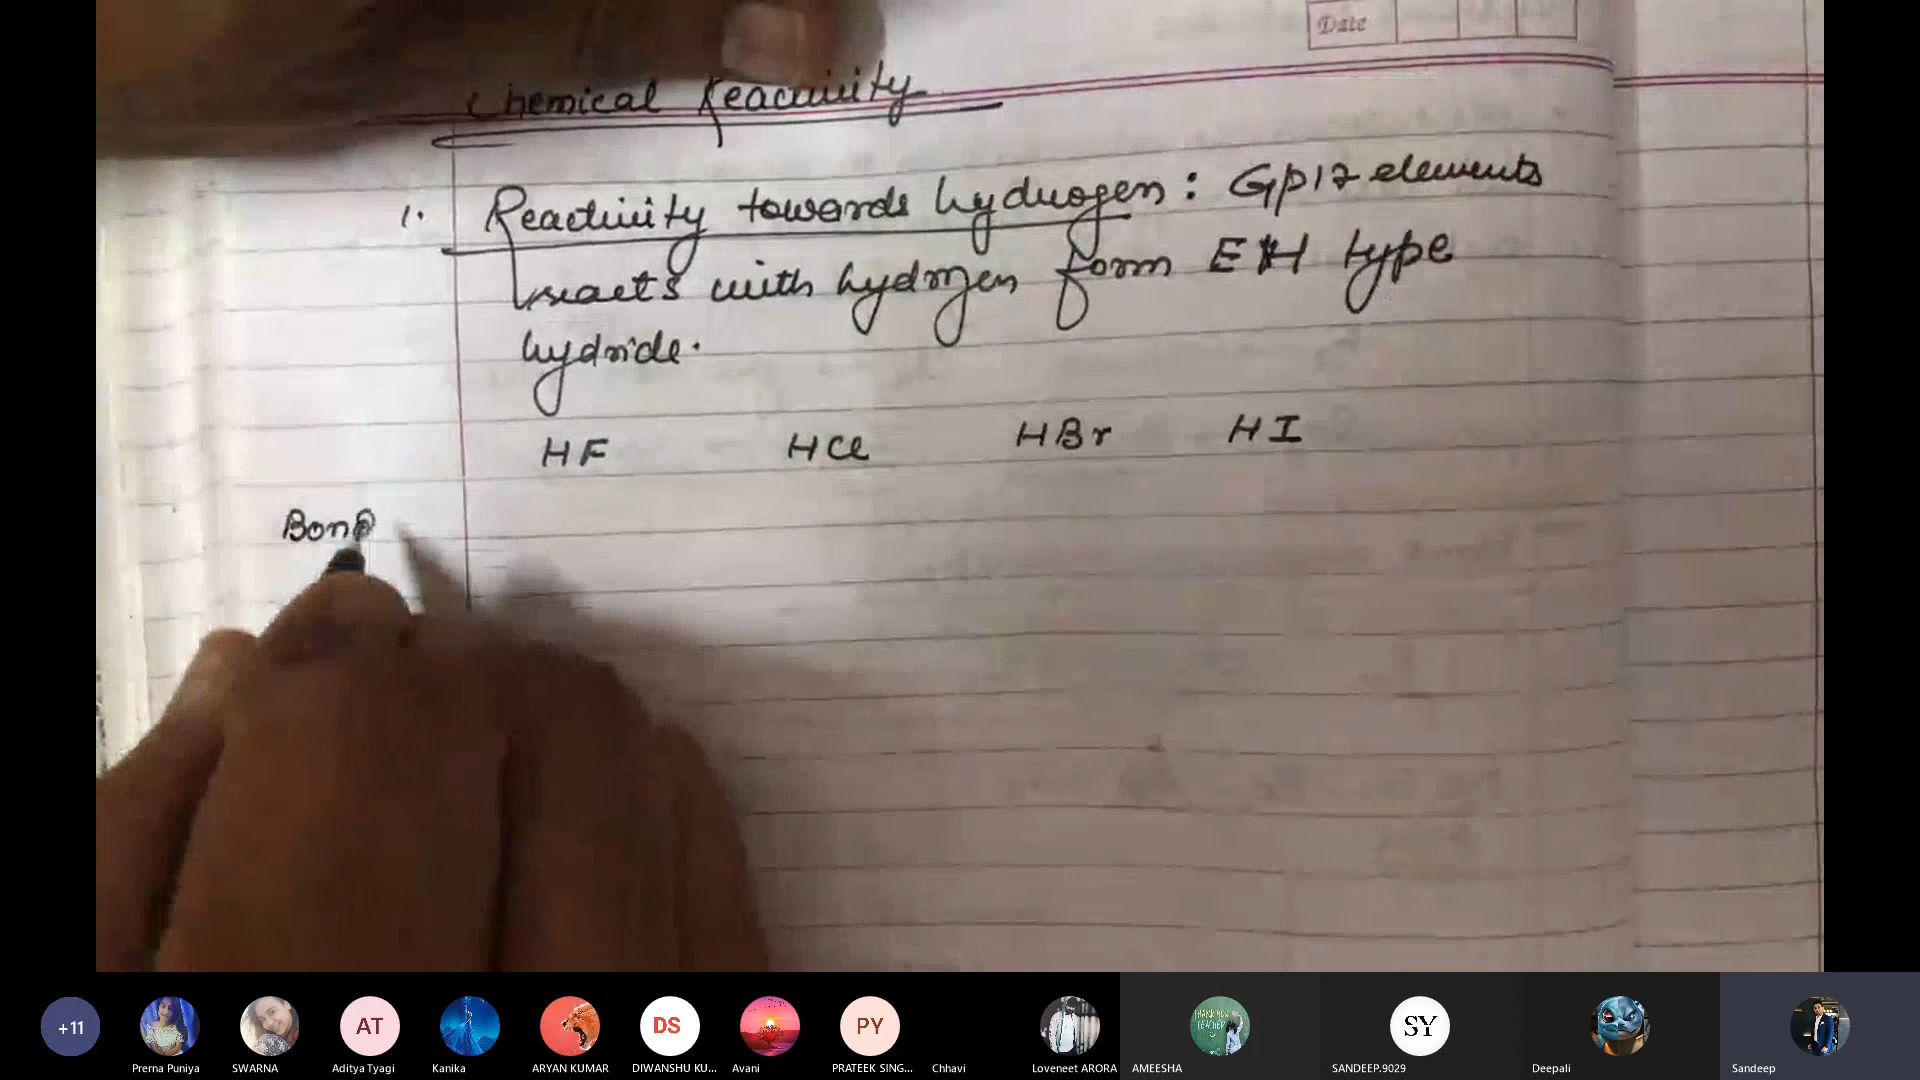 Date
Chemical Reactivity
1. Reactivity towards hydrogen: Gp17 elements
reacts with hydrogen form EH type
hydride.
HF HCl HBr HI
Bond
+11
AT
DS
PY
SY
Prerna Puniya SWARNA Aditya Tyagi Kanika ARYAN KUMAR DIWANSHU KU... Avani PRATEEK SING... Chhavi Loveneet ARORA AMEESHA SANDEEP.9029 Deepali Sandeep